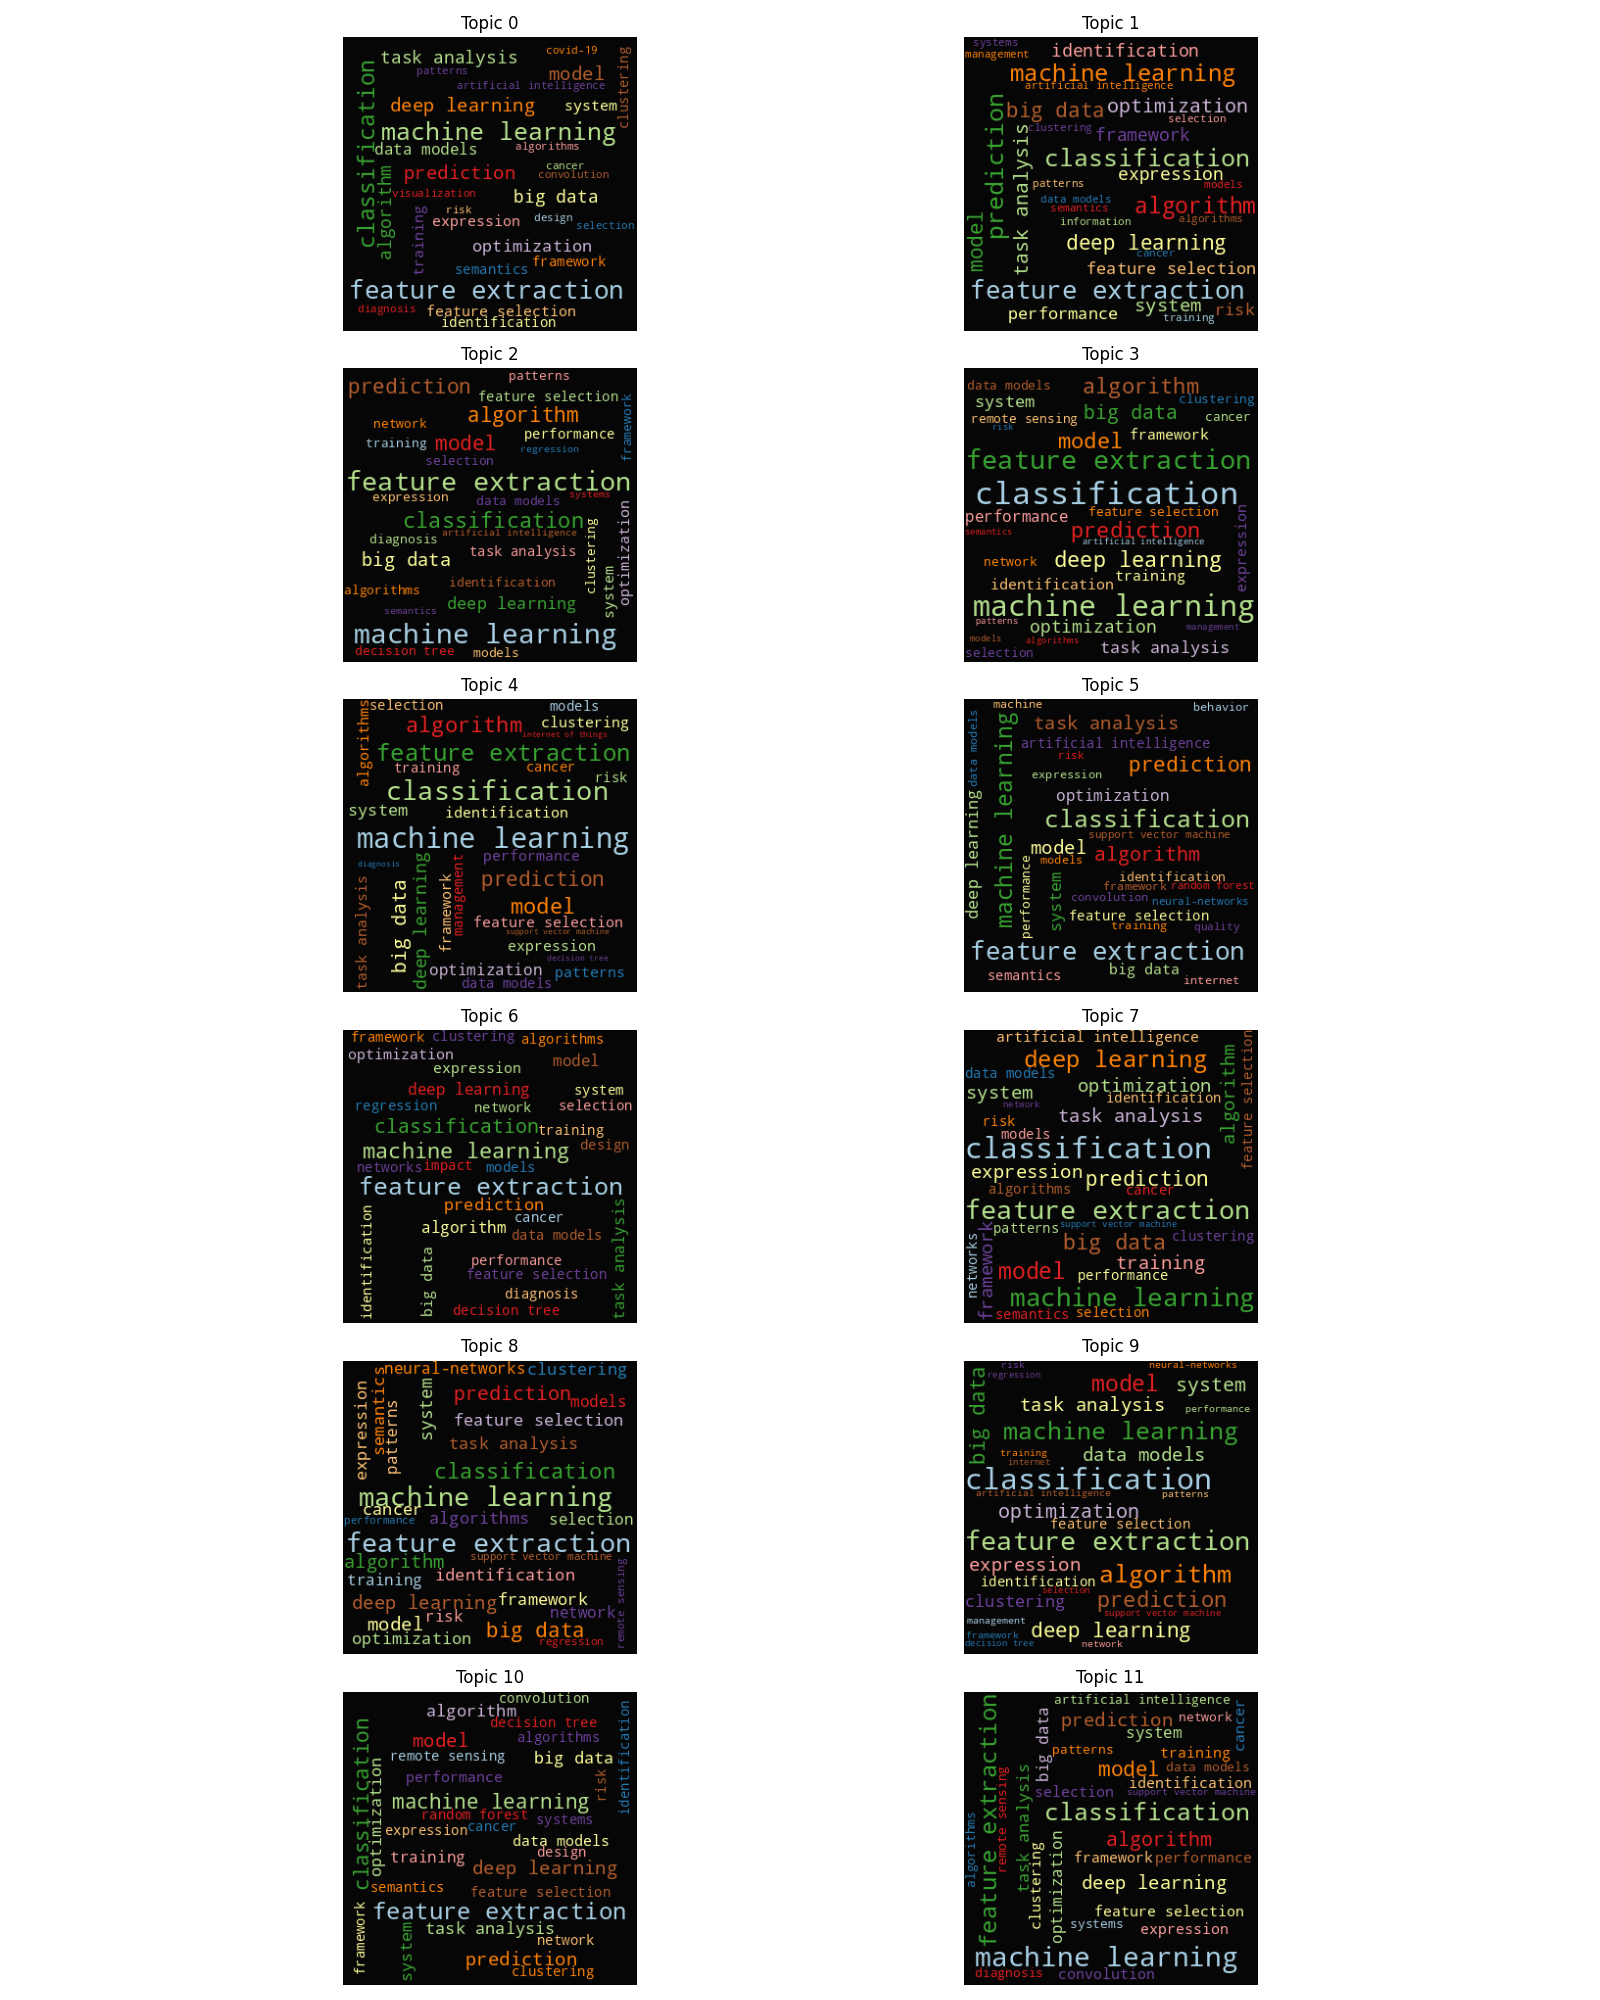 Topic 0
covid-19
task analysis
clustering
patterns
model
artificial intelligence
classification
deep learning
system
machine learning
data models
algorithms
cancer
prediction
convolution
algorithm
visualization
big data
training
risk
expression
design
selection
optimization
framework
semantics
feature extraction
diagnosis
feature selection
identification
Topic 1
systems
management
identification
machine learning
artificial intelligence
prediction
big data
optimization
selection
clustering
framework
task analysis
classification
expression
patterns
models
data models
semantics
algorithm
information
algorithms
model
deep learning
cancer
feature selection
feature extraction
system
risk
performance
training
Topic 2
patterns
prediction
feature selection
framework
algorithm
network
performance
training
model
regression
selection
feature extraction
expression
data models
systems
optimization
classification
clustering
diagnosis
artificial intelligence
task analysis
big data
system
identification
algorithms
deep learning
semantics
machine learning
decision tree
models
Topic 3
data models
algorithm
clustering
system
big data
remote sensing
cancer
risk
model
framework
feature extraction
classification
expression
performance
feature selection
prediction
semantics
artificial intelligence
network
deep learning
training
identification
machine learning
patterns
optimization
management
models
algorithms
selection
task analysis
Topic 4
algorithms
selection
models
algorithm
clustering
internet of things
feature extraction
training
cancer
risk
classification
system
identification
machine learning
diagnosis
deep learning
management
performance
task analysis
big data
framework
prediction
model
feature selection
support vector machine
expression
decision tree
optimization
patterns
data models
Topic 5
machine
behavior
data models
machine learning
task analysis
artificial intelligence
risk
prediction
expression
deep learning
optimization
classification
support vector machine
model
models
algorithm
performance
system
identification
framework
random forest
convolution
neural-networks
feature selection
training
quality
feature extraction
big data
semantics
internet
Topic 6
framework
clustering
algorithms
optimization
model
expression
deep learning
system
regression
network
selection
classification
training
machine learning
design
networks
impact
models
feature extraction
prediction
task analysis
identification
cancer
algorithm
data models
big data
performance
feature selection
diagnosis
decision tree
Topic 7
artificial intelligence
feature selection
deep learning
algorithm
data models
optimization
system
identification
network
task analysis
risk
models
classification
expression
prediction
algorithms
cancer
feature extraction
framework
patterns
support vector machine
networks
big data
clustering
training
model
performance
machine learning
semantics
selection
Topic 8
neural-networks
clustering
semantics
system
expression
prediction
models
patterns
feature selection
task analysis
classification
machine learning
cancer
performance
algorithms
selection
feature extraction
algorithm
support vector machine
remote sensing
training
identification
deep learning
framework
network
model
risk
big data
optimization
regression
Topic 9
risk
neural-networks
big data
regression
model
system
task analysis
performance
machine learning
training
data models
internet
classification
artificial intelligence
patterns
optimization
feature selection
feature extraction
expression
algorithm
identification
selection
clustering
prediction
support vector machine
management
framework
deep learning
decision tree
network
Topic 10
convolution
identification
algorithm
classification
decision tree
model
algorithms
remote sensing
big data
optimization
performance
risk
machine learning
random forest
systems
expression
cancer
data models
training
design
deep learning
semantics
feature selection
framework
feature extraction
system
task analysis
network
prediction
clustering
Topic 11
feature extraction
artificial intelligence
cancer
big data
prediction
network
system
patterns
training
remote sensing
task analysis
model
data models
identification
selection
support vector machine
classification
algorithms
optimization
algorithm
clustering
framework
performance
deep learning
feature selection
systems
expression
machine learning
diagnosis
convolution